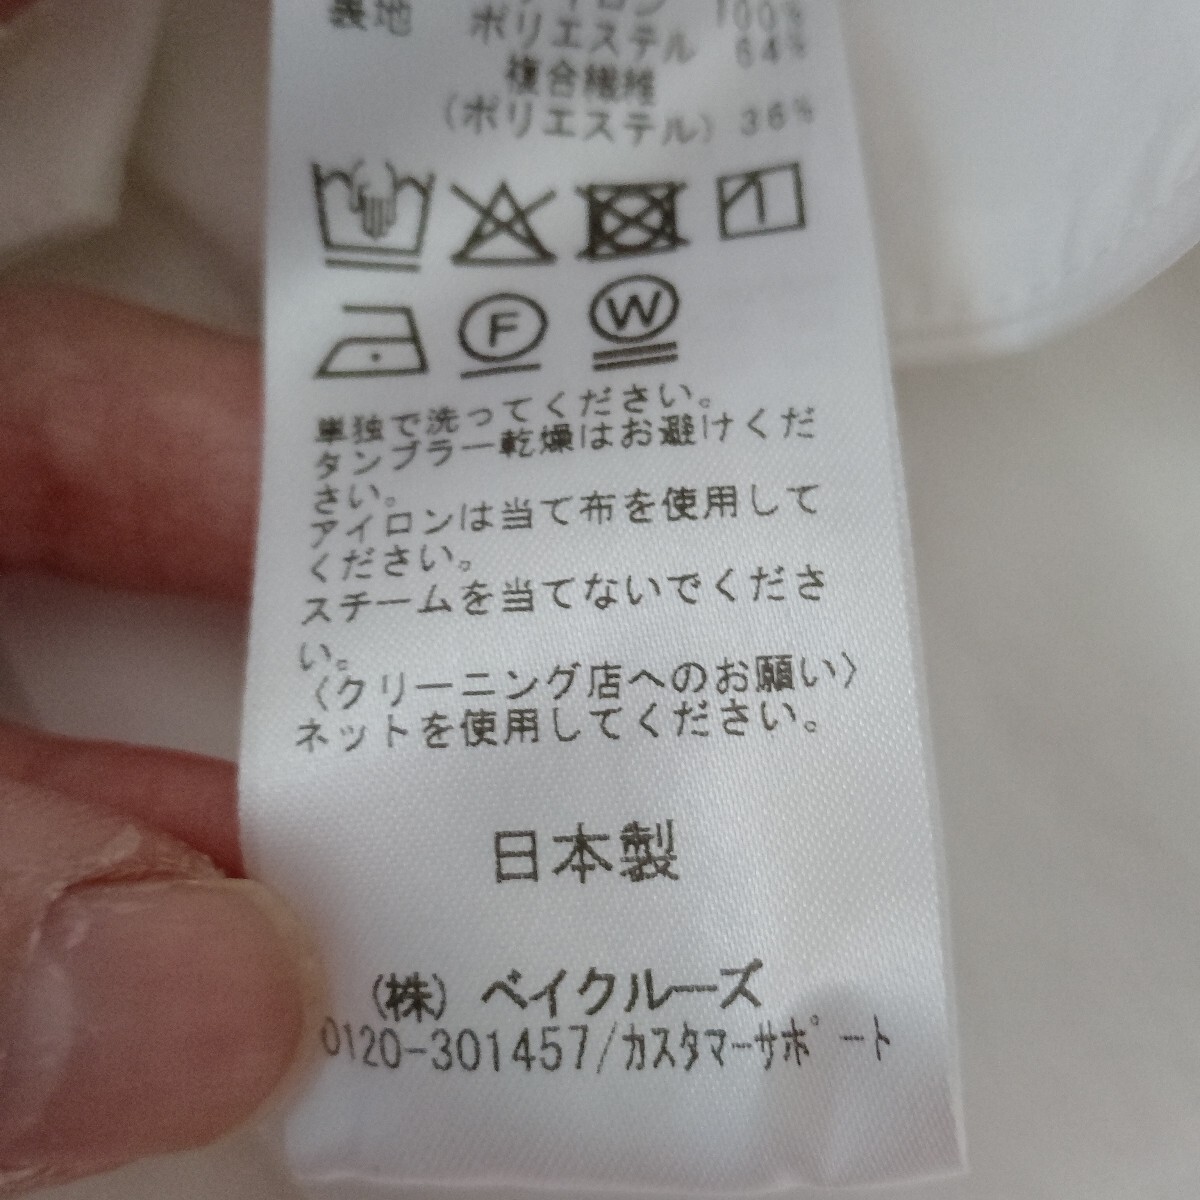 100%
表地 ポリエステル 64%
複合繊維
(ポリエステル) 36%
F W
単独で洗ってください。
タンブラー乾燥はお避けくだ
さい。
アイロンは当て布を使用して
ください。
スチームを当てないでくださ
い。
〈クリーニング店へのお願い〉
ネットを使用してください。
日本製
(株) ベイクルーズ
0120-301457/カスタマーサポート